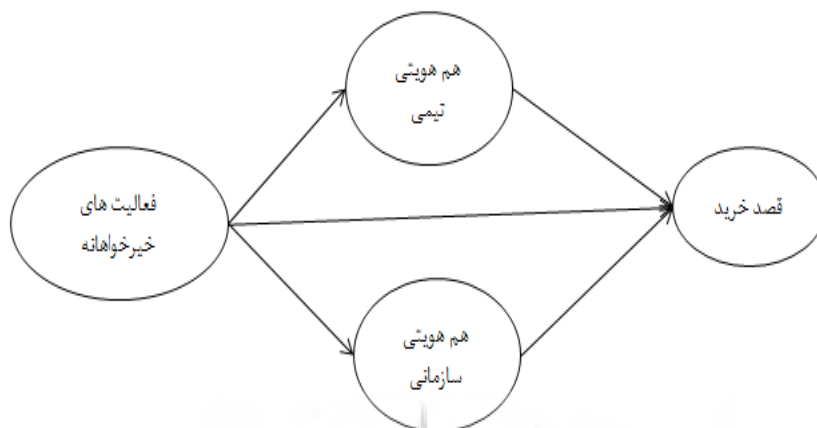 هم هویتی
تیمی
فعالیت های
خیرخواهانه
قصد خرید
هم هویتی
سازمانی